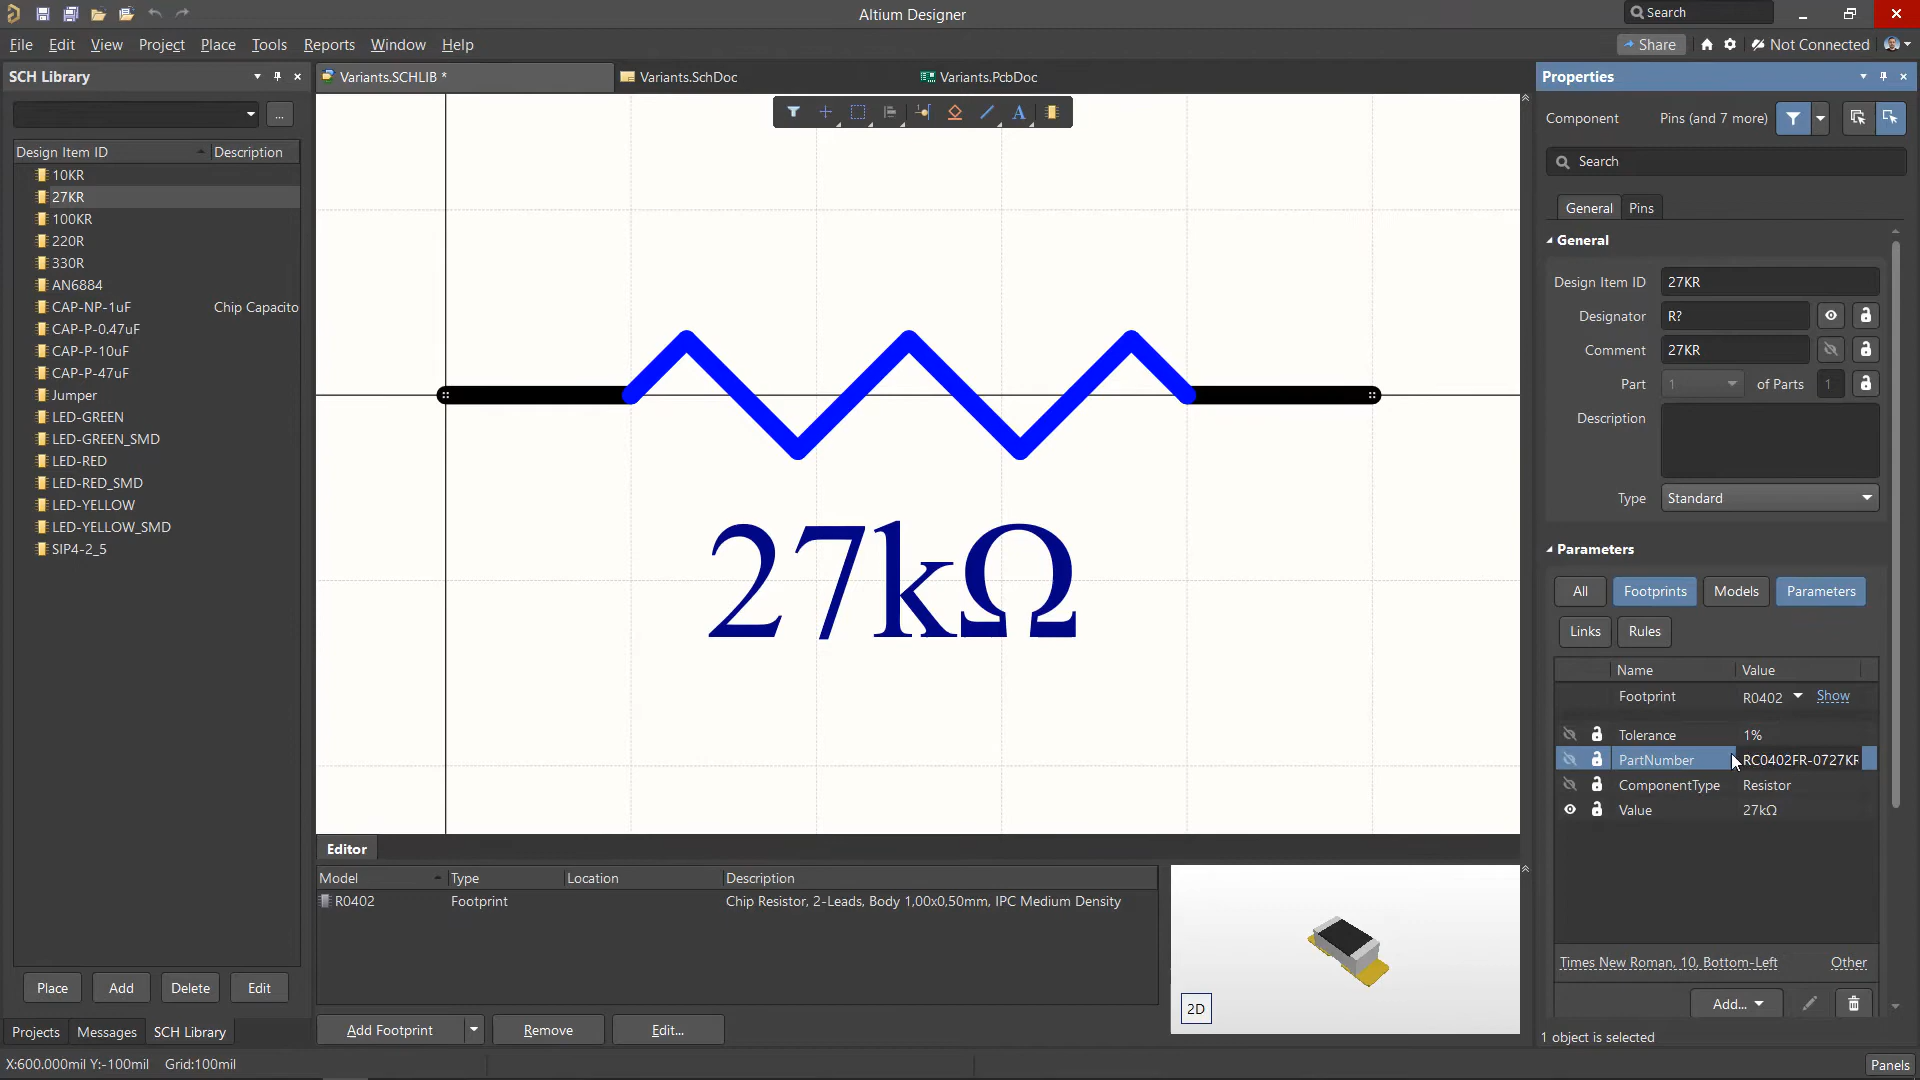 Altium Designer
Search
File Edit View Project Place Tools Reports Window Help
Share
Not Connected
SCH Library
Variants.SCHLIB *
Variants.SchDoc
Variants.PcbDoc
Properties
...
Component
Pins (and 7 more)
Search
Design Item ID
Description
10KR
27KR
100KR
220R
330R
AN6884
CAP-NP-1uF
Chip Capacito
CAP-P-0.47uF
CAP-P-10uF
CAP-P-47uF
Jumper
LED-GREEN
LED-GREEN_SMD
LED-RED
LED-RED_SMD
LED-YELLOW
LED-YELLOW_SMD
SIP4-2_5
Place
Add
Delete
Edit
Projects
Messages
SCH Library
A
27kΩ
Editor
Model
Type
Location
Description
R0402
Footprint
Chip Resistor, 2-Leads, Body 1,00x0,50mm, IPC Medium Density
2D
Add Footprint
Remove
Edit...
General
Pins
General
Design Item ID
27KR
Designator
R?
Comment
27KR
Part
1
of Parts
1
Description
Type
Standard
Parameters
All
Footprints
Models
Parameters
Links
Rules
Name
Value
Footprint
R0402
Show
Tolerance
1%
PartNumber
RC0402FR-0727KR
ComponentType
Resistor
Value
27kΩ
Times New Roman, 10, Bottom-Left
Other
Add...
1 object is selected
X:600.000mil Y:-100mil
Grid:100mil
Panels